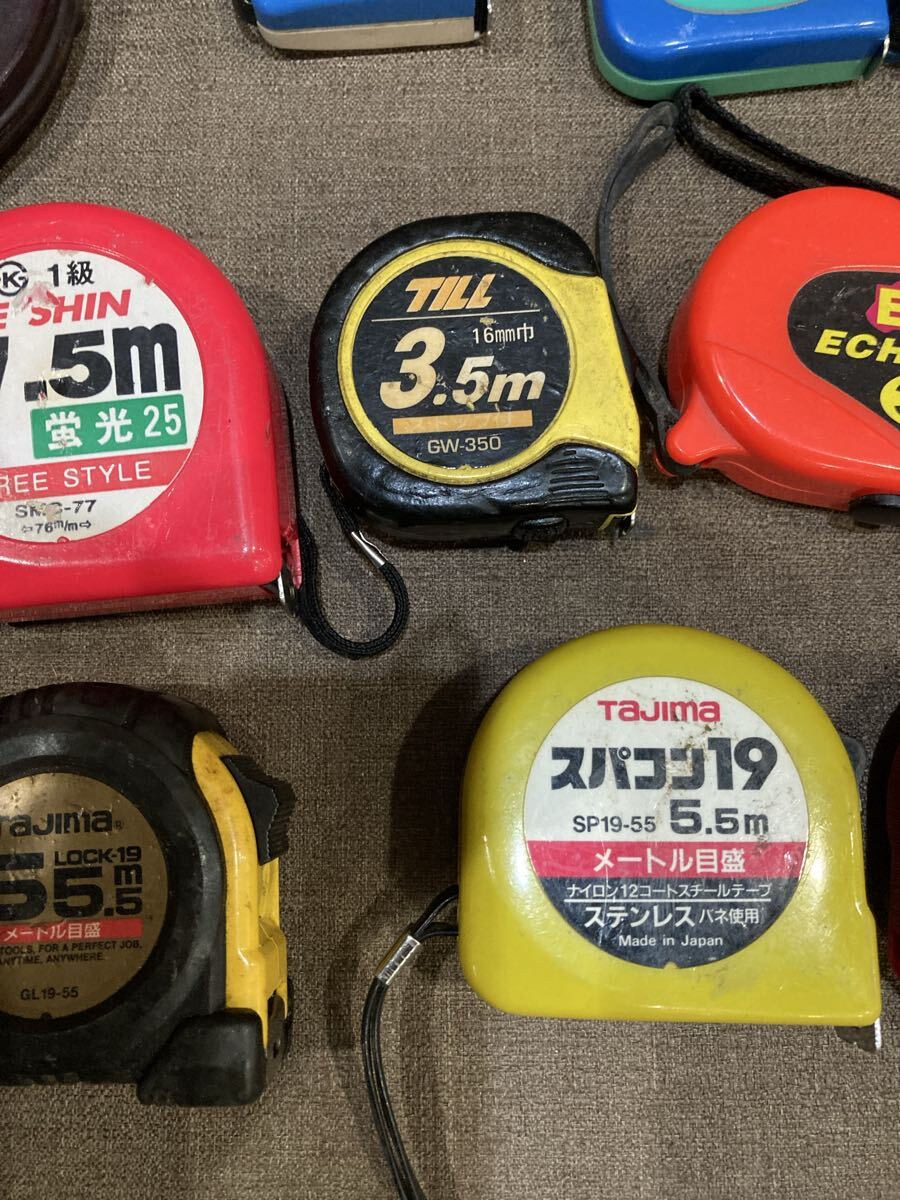 K 1級
E SHIN
7.5m
蛍光25
REE STYLE
SMG-77
⇦76m/m⇨
TILL
16mm巾
3.5m
GW-350
E
ECH
Tajima®
LOCK-19
5.5m
メートル目盛
TOOLS, FOR A PERFECT JOB,
ANYTIME, ANYWHERE.
GL19-55
Tajima
スパコン19
SP19-55 5.5m
メートル目盛
ナイロン12コートスチールテープ
ステンレスバネ使用
Made in Japan